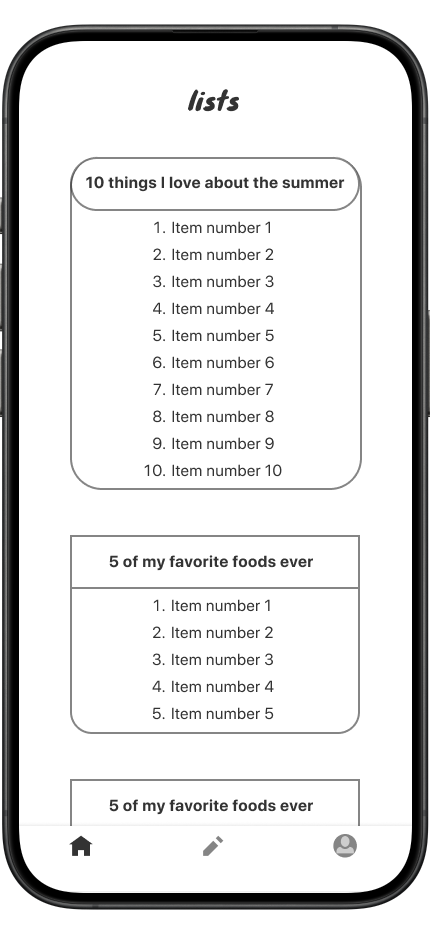 lists
10 things I love about the summer
1. Item number 1
2. Item number 2
3. Item number 3
4. Item number 4
5. Item number 5
6. Item number 6
7. Item number 7
8. Item number 8
9. Item number 9
10. Item number 10
5 of my favorite foods ever
1. Item number 1
2. Item number 2
3. Item number 3
4. Item number 4
5. Item number 5
5 of my favorite foods ever